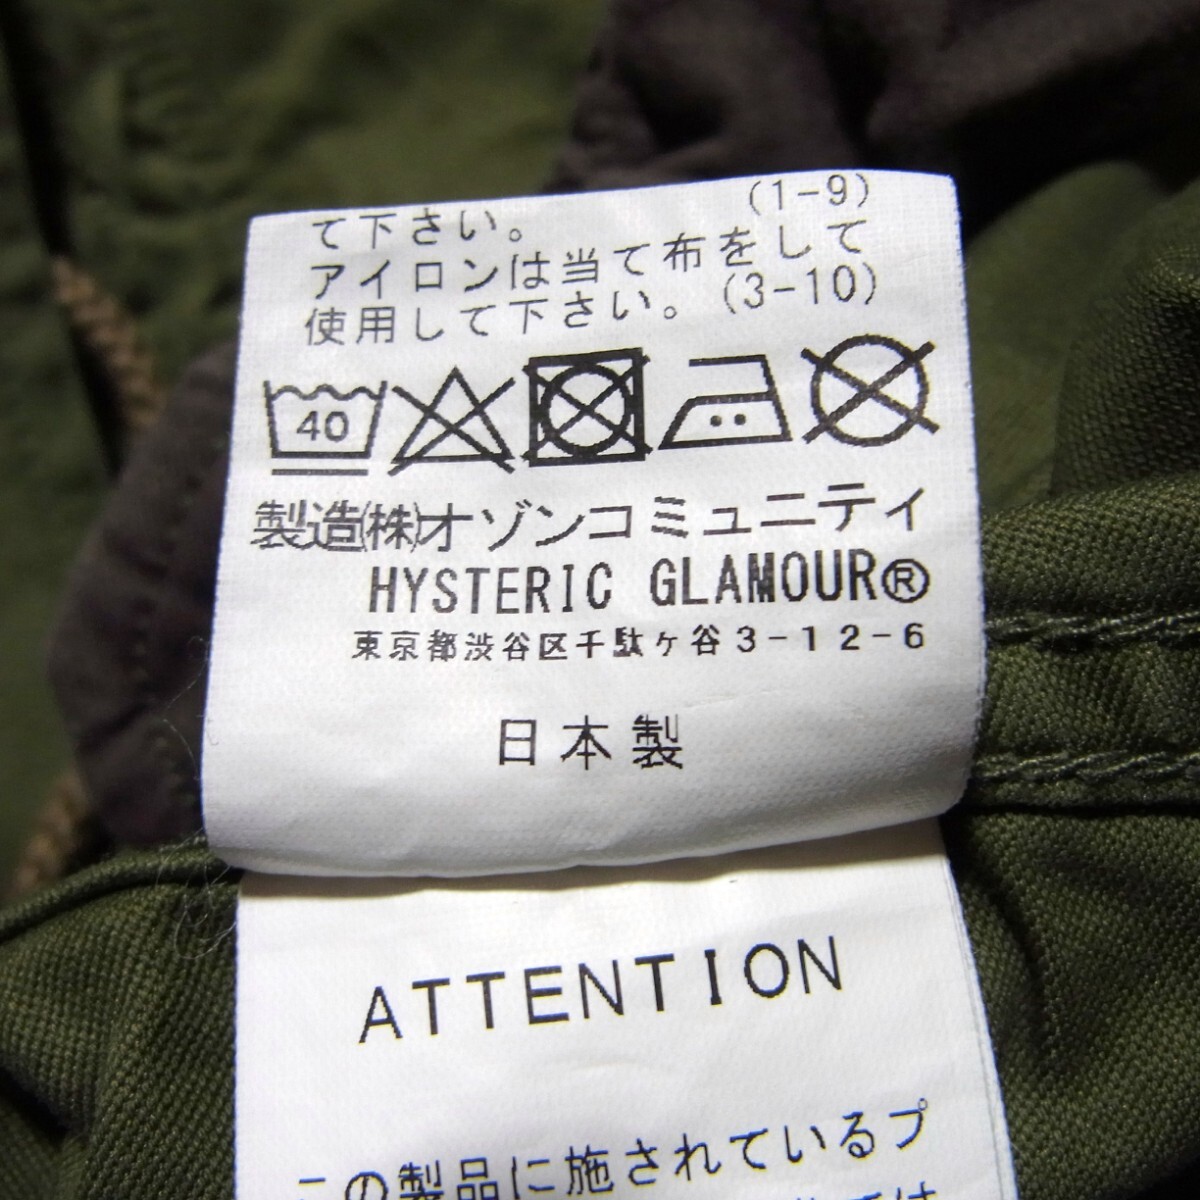 て下さい。 (1-9)
アイロンは当て布をして
使用して下さい。(3-10)
40
製造(株)オゾンコミュニティ
HYSTERIC GLAMOUR®
東京都渋谷区千駄ヶ谷3-12-6
日本製
ATTENTION
この製品に施されているプ